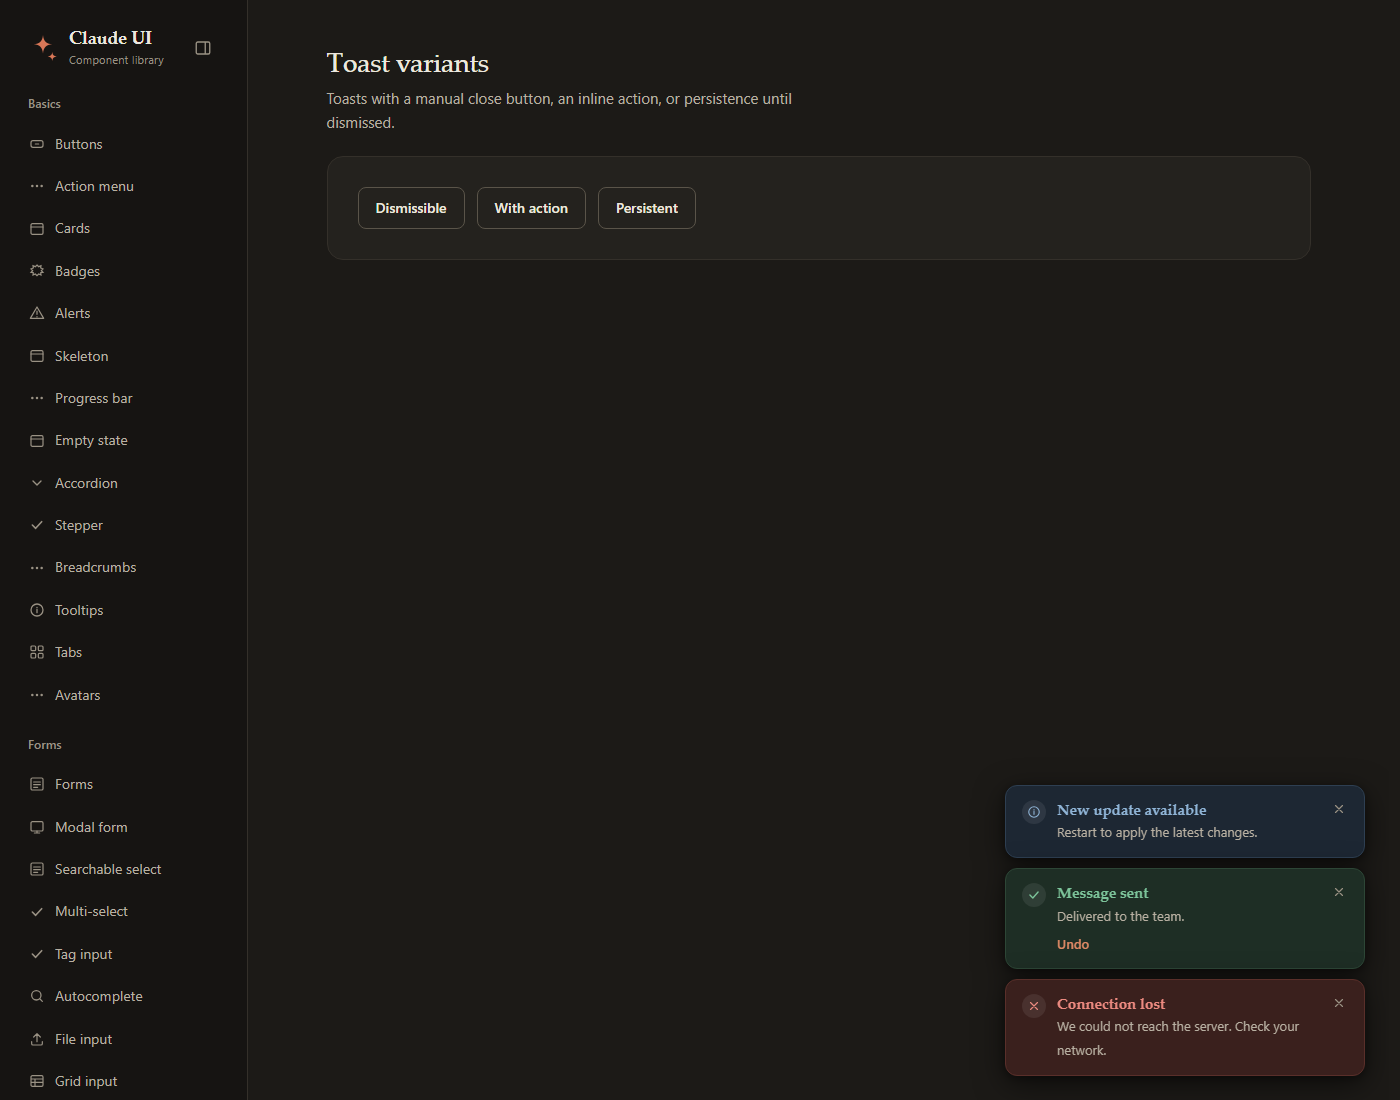 Claude UI
Component library
Basics
Buttons
Action menu
Cards
Badges
Alerts
Skeleton
Progress bar
Empty state
Accordion
Stepper
Breadcrumbs
Tooltips
Tabs
Avatars
Forms
Forms
Modal form
Searchable select
Multi-select
Tag input
Autocomplete
File input
Grid input
Toast variants
Toasts with a manual close button, an inline action, or persistence until
dismissed.
Dismissible
With action
Persistent
New update available
Restart to apply the latest changes.
Message sent
Delivered to the team.
Undo
Connection lost
We could not reach the server. Check your
network.